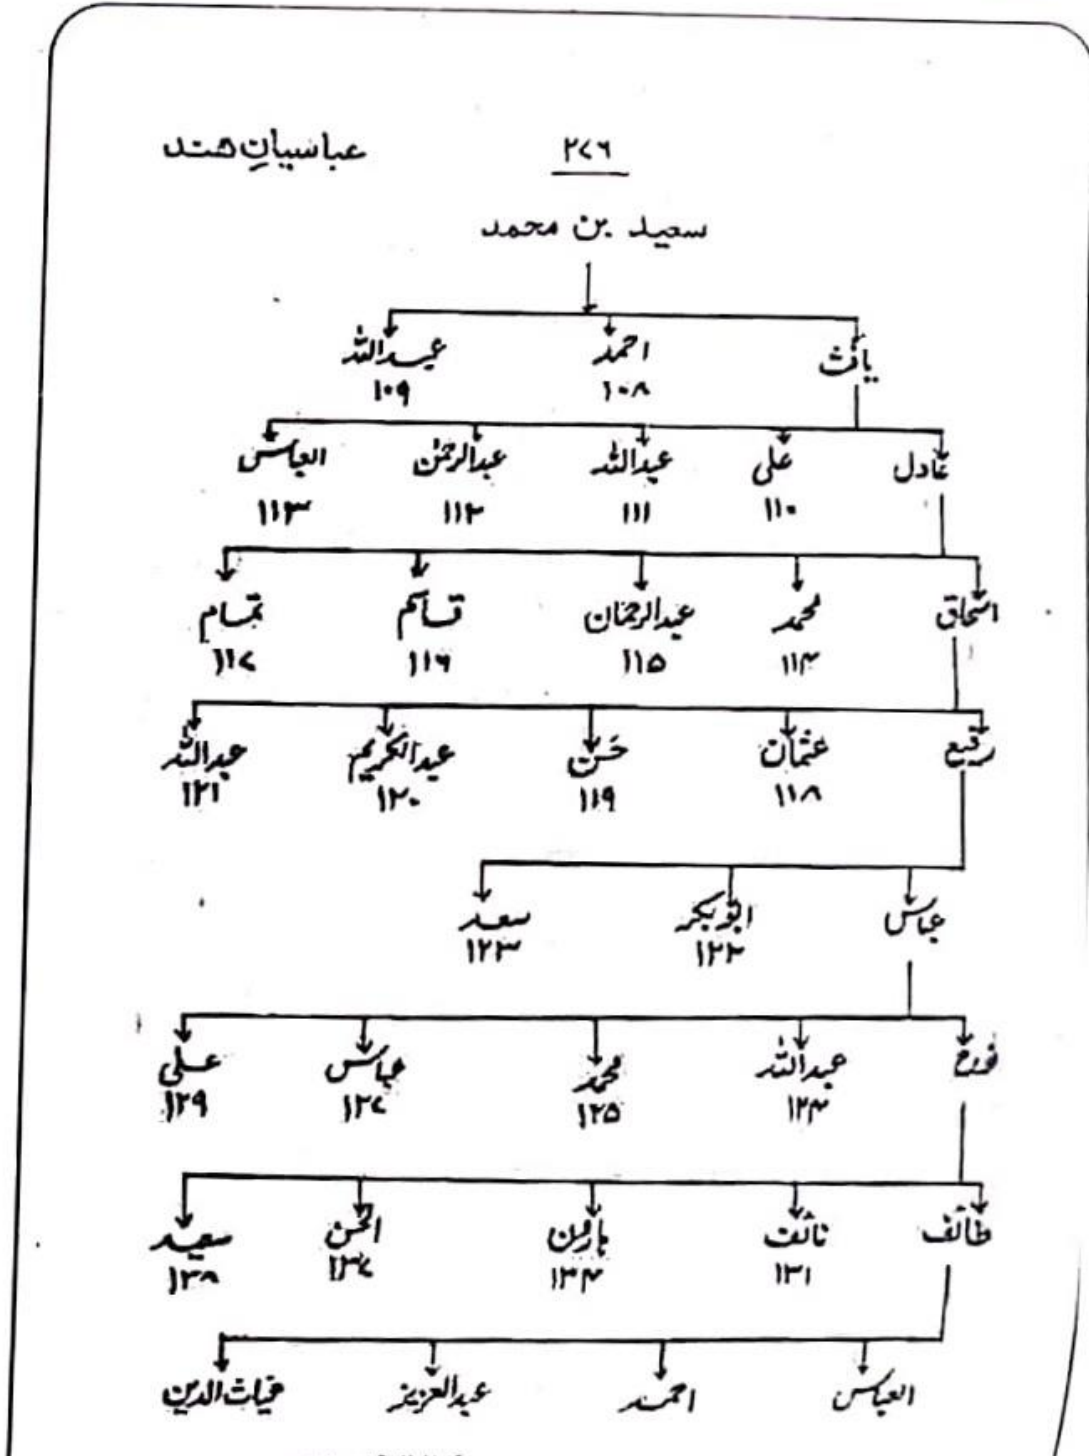 ۲۷۶ عباسیانِ هند
سعید بن محمد
یافث احمد عبداللہ
۱۰۸ ۱۰۹
عادل علی عبداللہ عبدالرحمٰن العباس
۱۱۰ ۱۱۱ ۱۱۲ ۱۱۳
اسحاق محمد عبدالرحمان قاسم تمام
۱۱۴ ۱۱۵ ۱۱۶ ۱۱۷
رقیع عثمان حَسن عبدالکریم عبداللہ
۱۱۸ ۱۱۹ ۱۲۰ ۱۲۱
عباس ابوبکر سعد
۱۲۲ ۱۲۳
عبداللہ محمد عباس علی
۱۲۴ ۱۲۵ ۱۲۷ ۱۲۹
طائف نائف ہارون الحسن سعید
۱۳۱ ۱۳۴ ۱۳۷ ۱۳۸
العباس احمد عبدالعزیز غیاث الدین